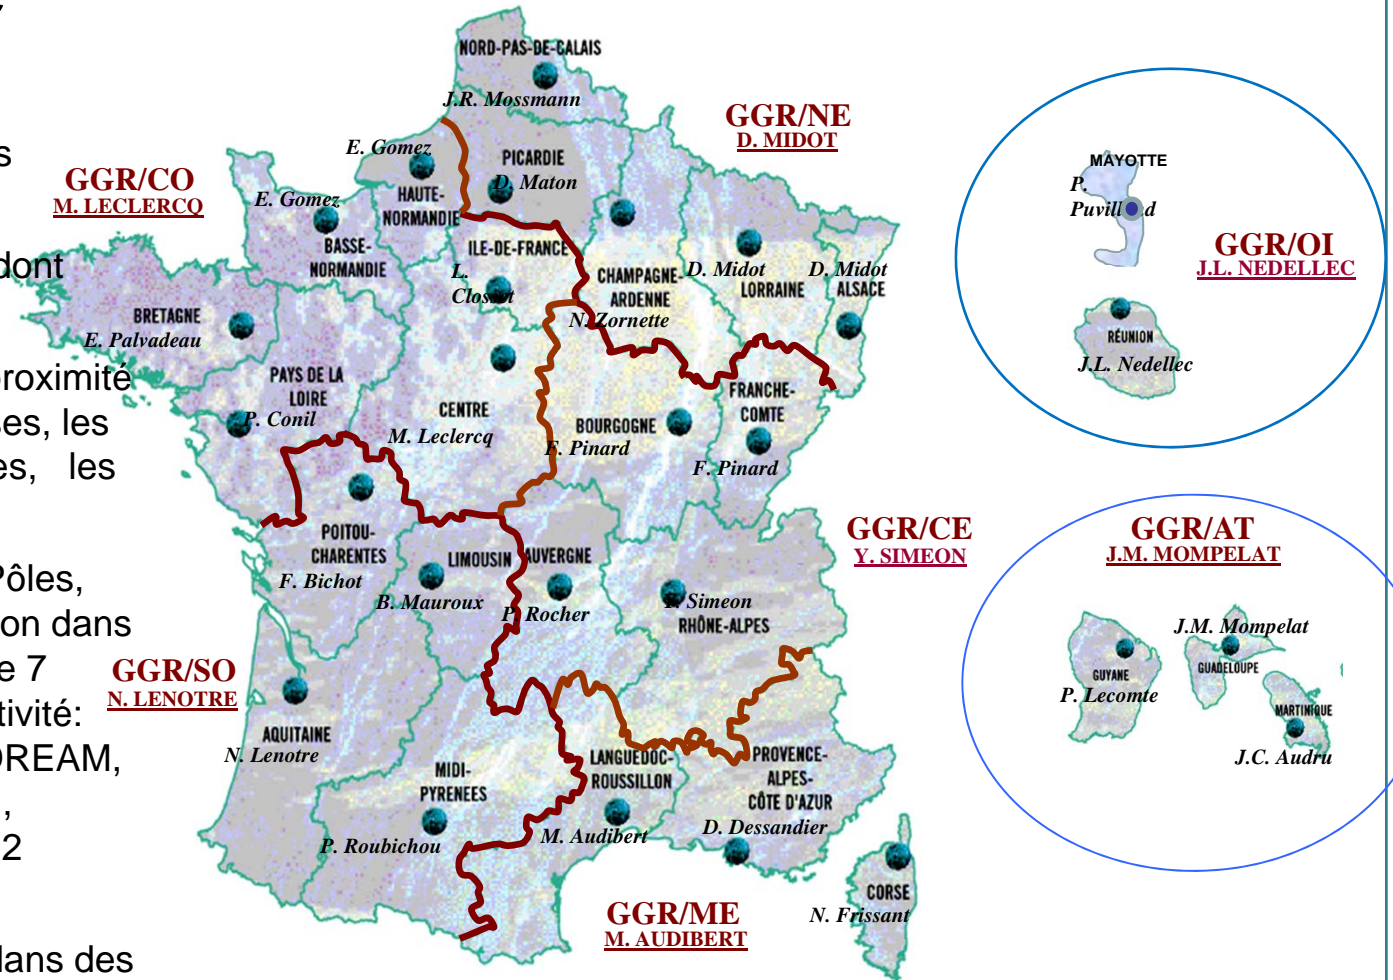 s
dont
proximité
ses, les
es, les
Pôles,
on dans
e 7
tivité:
DREAM,
,
2
dans des
NORD-PAS-DE-CALAIS
J.R. Mossmann
GGR/NE
D. MIDOT
E. Gomez
PICARDIE
D. Maton
HAUTE-
NORMANDIE
GGR/CO
M. LECLERCQ
E. Gomez
BASSE-
NORMANDIE
ILE-DE-FRANCE
L.
Closset
CHAMPAGNE-
ARDENNE
N. Zornette
D. Midot
LORRAINE
D. Midot
ALSACE
BRETAGNE
E. Palvadeau
PAYS DE LA
LOIRE
P. Conil
CENTRE
M. Leclercq
BOURGOGNE
F. Pinard
FRANCHE-
COMTE
F. Pinard
POITOU-
CHARENTES
F. Bichot
LIMOUSIN
B. Mauroux
AUVERGNE
P. Rocher
Simeon
RHÔNE-ALPES
GGR/CE
Y. SIMEON
GGR/SO
N. LENOTRE
AQUITAINE
N. Lenotre
MIDI-
PYRENEES
P. Roubichou
LANGUEDOC-
ROUSSILLON
M. Audibert
PROVENCE-
ALPES-
CÔTE D'AZUR
D. Dessandier
GGR/ME
M. AUDIBERT
CORSE
N. Frissant
MAYOTTE
P.
GGR/OI
J.L. NEDELLEC
RÉUNION
J.L. Nedellec
GGR/AT
J.M. MOMPELAT
GUYANE
P. Lecomte
J.M. Mompelat
GUADELOUPE
MARTINIQUE
J.C. Audru